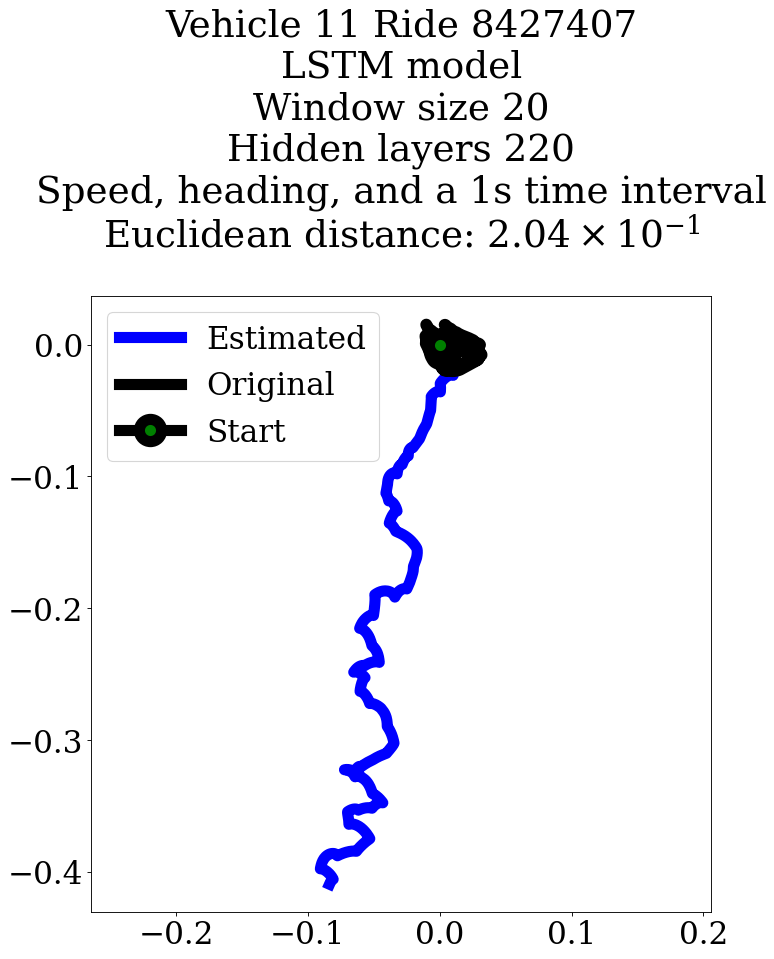 Vehicle 11 Ride 8427407
LSTM model
Window size 20
Hidden layers 220
Speed, heading, and a 1s time interval
Euclidean distance: 2.04 × 10⁻¹
Estimated
Original
Start
0.0
−0.1
−0.2
−0.3
−0.4
−0.2
−0.1
0.0
0.1
0.2